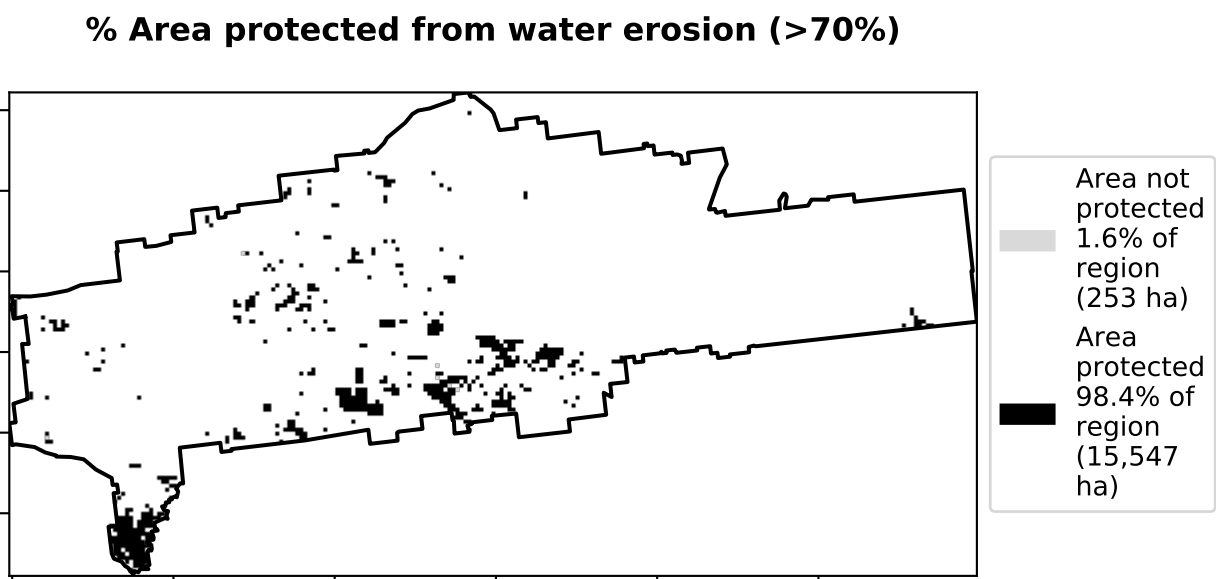 % Area protected from water erosion (>70%)
Area not
protected
1.6% of
region
(253 ha)
Area
protected
98.4% of
region
(15,547
ha)